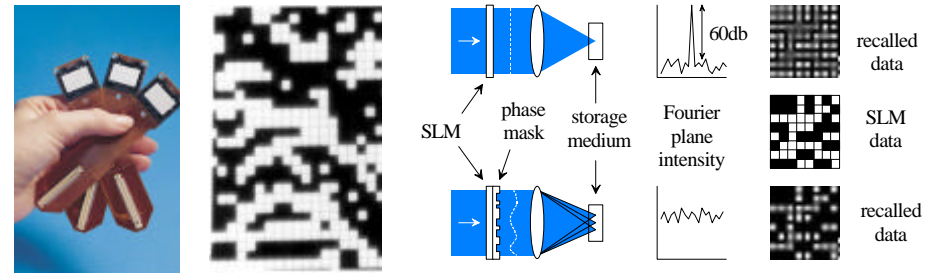 60db
recalled
data
SLM
phase
mask
storage
medium
Fourier
plane
intensity
SLM
data
recalled
data